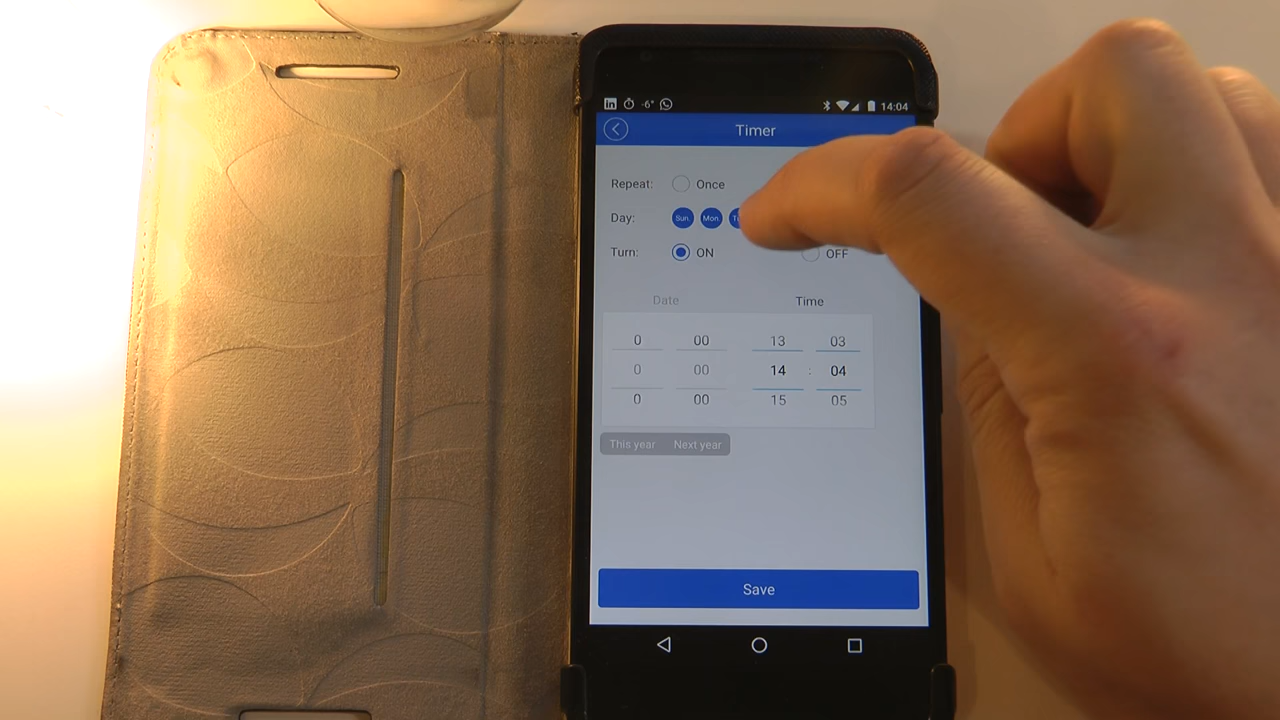 in -6° 14:04
Timer
Repeat: Once
Day: Sun. Mon.
Turn: ON OFF
Date Time
0 00 13 03
0 00 14 : 04
0 00 15 05
This year Next year
Save